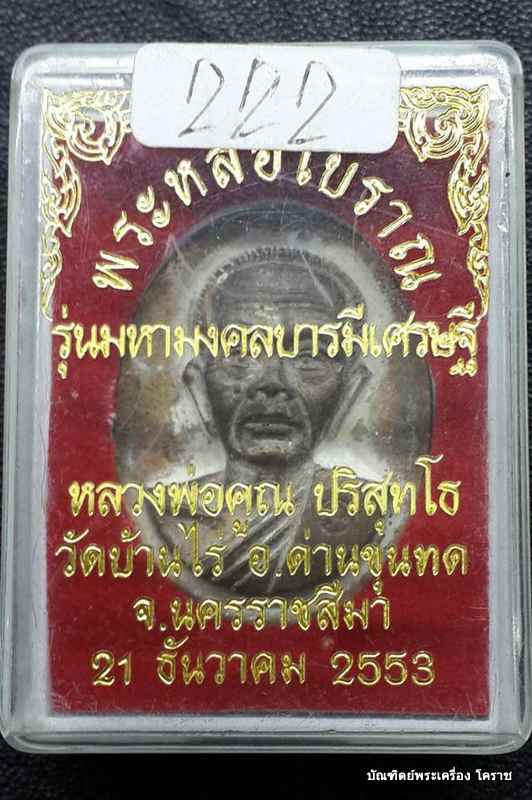 222
พระหล่อโบราณ
รุ่นมหามงคลบารมีเศรษฐี
หลวงพ่อคูณ ปริสุทโธ
วัดบ้านไร่ อ.ด่านขุนทด
จ.นครราชสีมา
21 ธันวาคม 2553
บัณฑิตย์พระเครื่อง โคราช